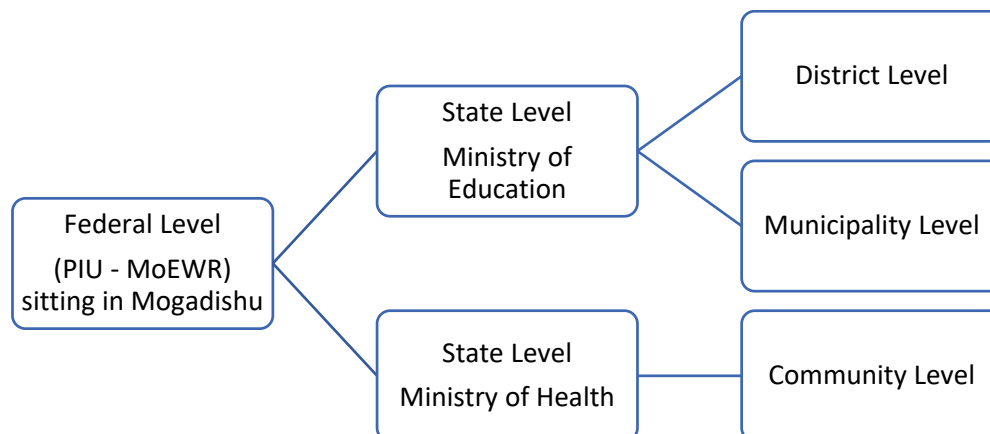 Federal Level
(PIU - MoEWR)
sitting in Mogadishu
State Level
Ministry of
Education
State Level
Ministry of Health
District Level
Municipality Level
Community Level